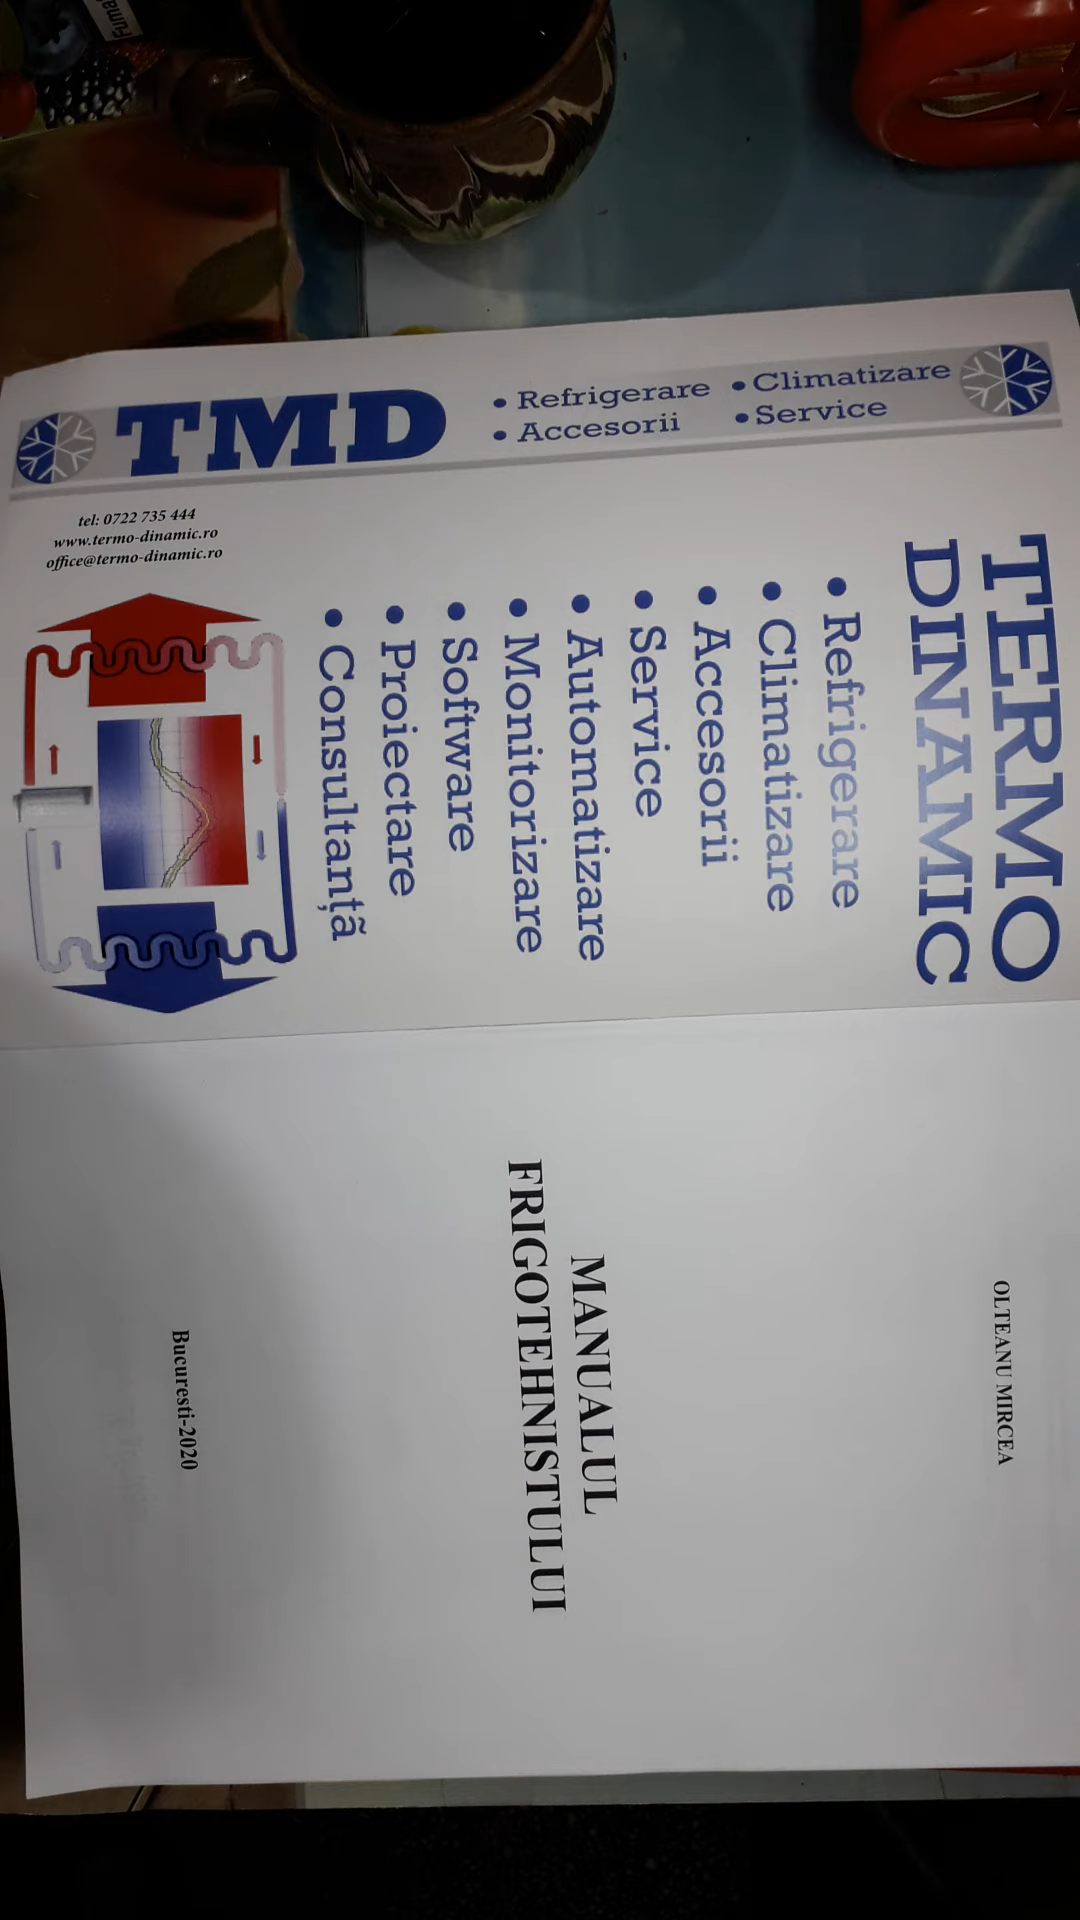 TMD
• Refrigerare
• Climatizare
• Accesorii
• Service
tel: 0722 735 444
www.termo-dinamic.ro
office@termo-dinamic.ro
TERMO
DINAMIC
• Refrigerare
• Climatizare
• Accesorii
• Service
• Automatizare
• Monitorizare
• Software
• Proiectare
• Consultanță
OLTEANU MIRCEA
MANUALUL
FRIGOTEHNISTULUI
Bucuresti-2020